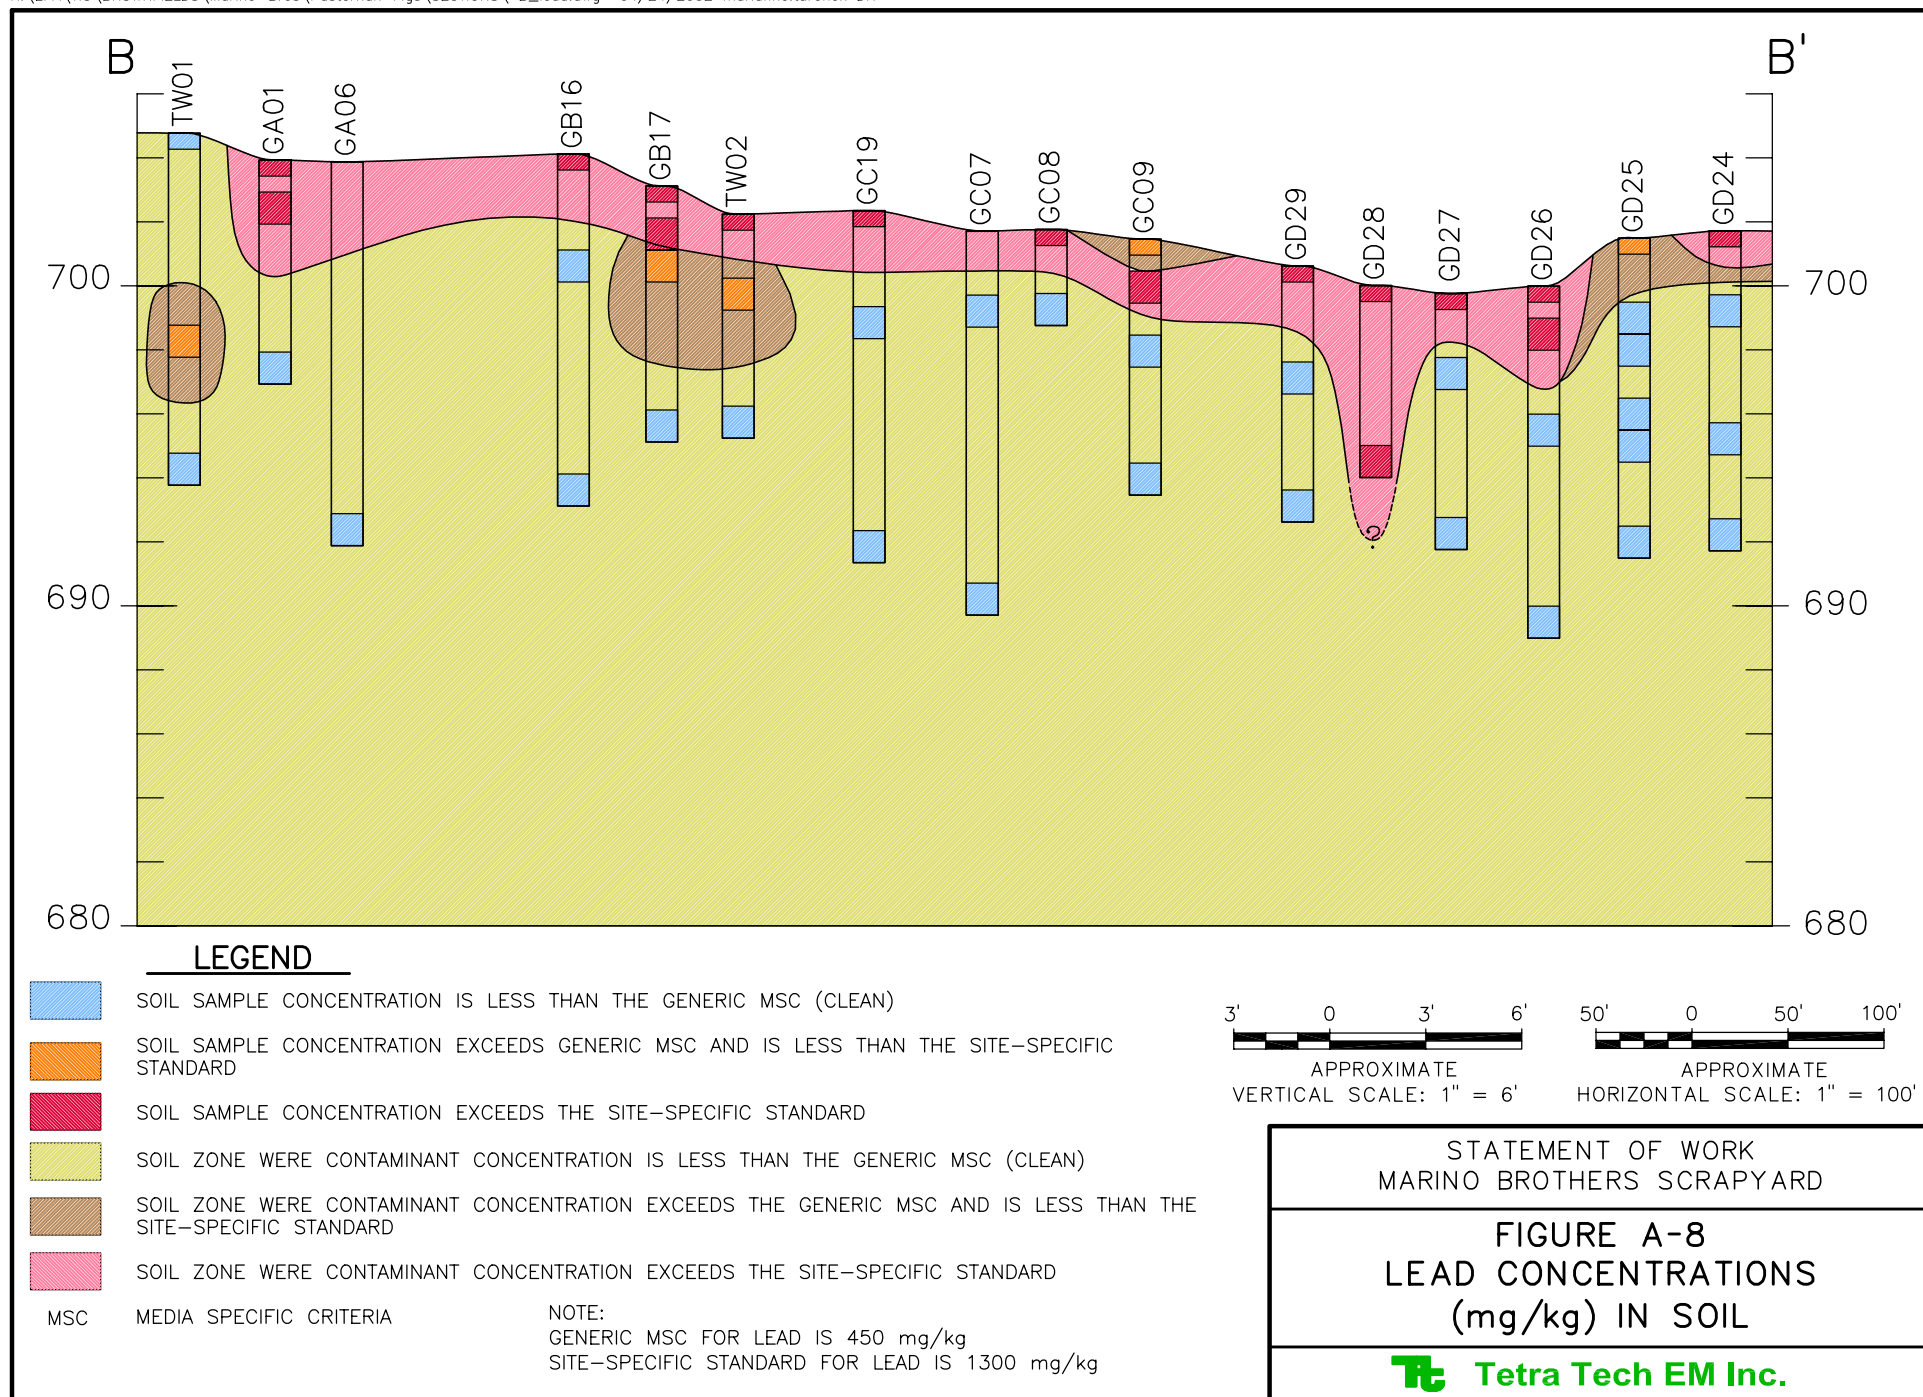 B
B'
TW01
GA01
GA06
GB16
GB17
TW02
GC19
GC07
GC08
GC09
GD29
GD28
GD27
GD26
GD25
GD24
700
700
690
690
680
680
?
LEGEND
SOIL SAMPLE CONCENTRATION IS LESS THAN THE GENERIC MSC (CLEAN)
SOIL SAMPLE CONCENTRATION EXCEEDS GENERIC MSC AND IS LESS THAN THE SITE-SPECIFIC
STANDARD
SOIL SAMPLE CONCENTRATION EXCEEDS THE SITE-SPECIFIC STANDARD
SOIL ZONE WERE CONTAMINANT CONCENTRATION IS LESS THAN THE GENERIC MSC (CLEAN)
SOIL ZONE WERE CONTAMINANT CONCENTRATION EXCEEDS THE GENERIC MSC AND IS LESS THAN THE
SITE-SPECIFIC STANDARD
SOIL ZONE WERE CONTAMINANT CONCENTRATION EXCEEDS THE SITE-SPECIFIC STANDARD
MSC MEDIA SPECIFIC CRITERIA
NOTE:
GENERIC MSC FOR LEAD IS 450 mg/kg
SITE-SPECIFIC STANDARD FOR LEAD IS 1300 mg/kg
3' 0 3' 6'
APPROXIMATE
VERTICAL SCALE: 1" = 6'
50' 0 50' 100'
APPROXIMATE
HORIZONTAL SCALE: 1" = 100'
STATEMENT OF WORK
MARINO BROTHERS SCRAPYARD
FIGURE A-8
LEAD CONCENTRATIONS
(mg/kg) IN SOIL
Tetra Tech EM Inc.